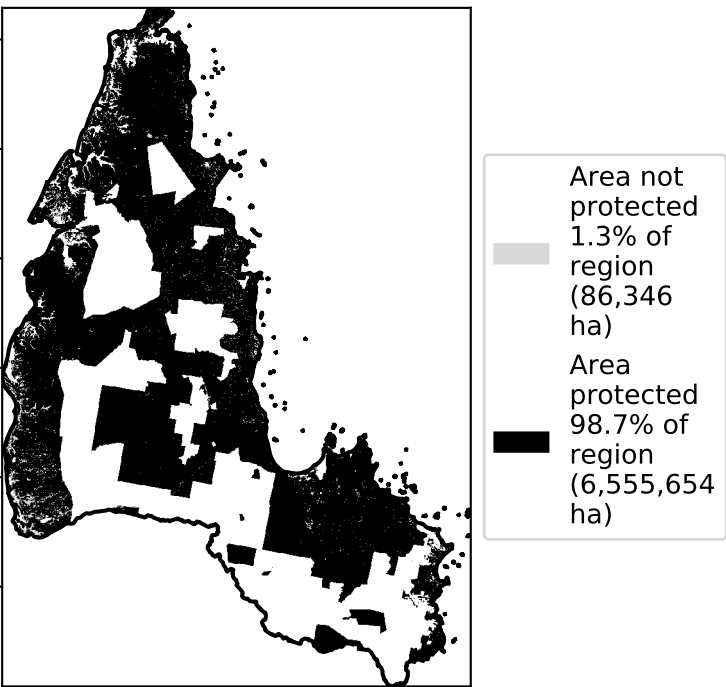 Area not
protected
1.3% of
region
(86,346
ha)
Area
protected
98.7% of
region
(6,555,654
ha)